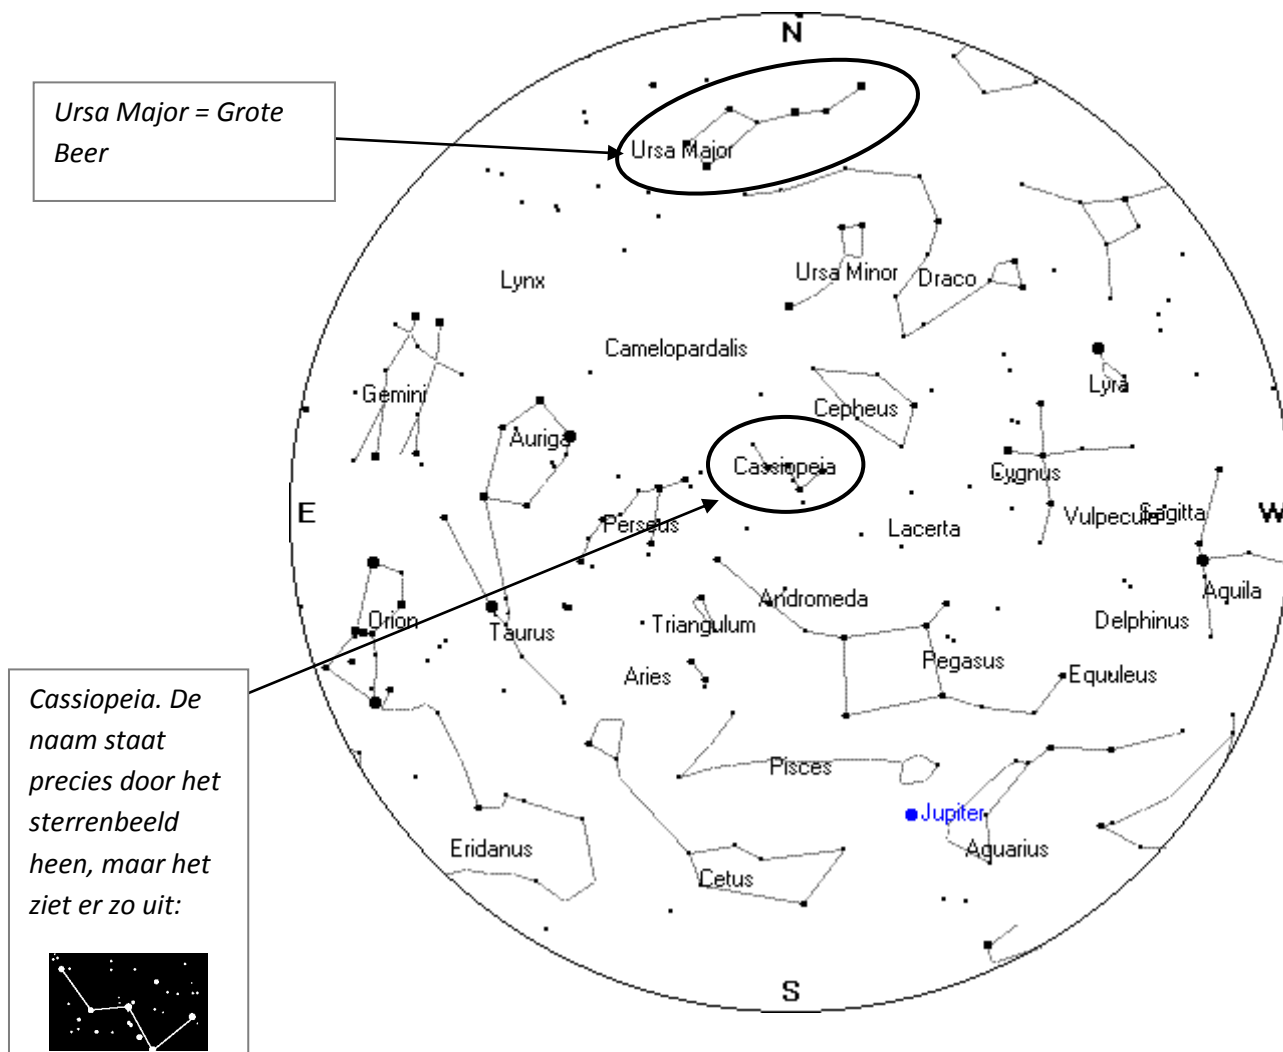 N
Ursa Major = Grote
Beer
Ursa Major
Lynx
Ursa Minor
Draco
Camelopardalis
Gemini
Lyra
Cepheus
Auriga
Cassiopeia
Cygnus
E
Perseus
Lacerta
Vulpecula
Sagitta
W
Andromeda
Aquila
Orion
Taurus
Triangulum
Delphinus
Pegasus
Equuleus
Aries
Cassiopeia. De
naam staat
precies door het
sterrenbeeld
heen, maar het
ziet er zo uit:
Pisces
Jupiter
Eridanus
Aquarius
Cetus
S